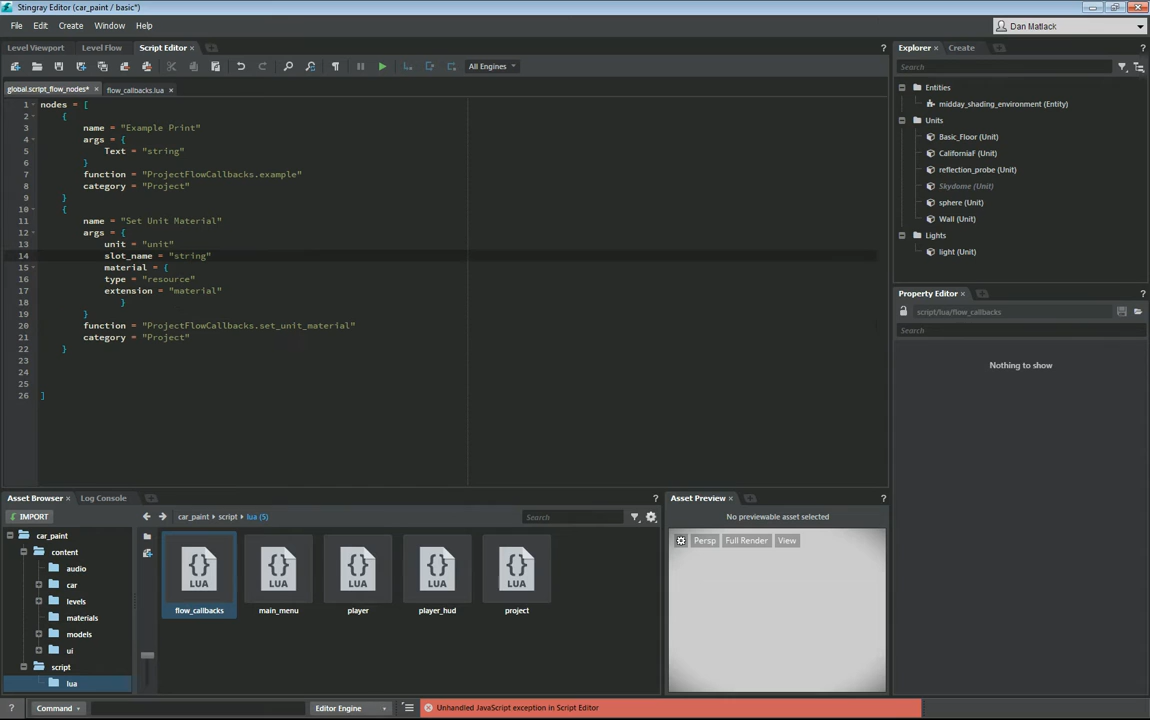 Stingray Editor (car_paint / basic*)
File Edit Create Window Help
Dan Matlack
Level Viewport Level Flow Script Editor × ?
All Engines
Explorer × Create ?
Search
global.script_flow_nodes* × flow_callbacks.lua ×
1 nodes = [
2 {
3 name = "Example Print"
4 args = {
5 Text = "string"
6 }
7 function = "ProjectFlowCallbacks.example"
8 category = "Project"
9 }
10 {
11 name = "Set Unit Material"
12 args = {
13 unit = "unit"
14 slot_name = "string"
15 material = {
16 type = "resource"
17 extension = "material"
18 }
19 }
20 function = "ProjectFlowCallbacks.set_unit_material"
21 category = "Project"
22 }
23
24
25
26 ]
Entities
midday_shading_environment (Entity)
Units
Basic_Floor (Unit)
CaliforniaF (Unit)
reflection_probe (Unit)
Skydome (Unit)
sphere (Unit)
Wall (Unit)
Lights
light (Unit)
Property Editor × ?
script/lua/flow_callbacks
Search
Nothing to show
Asset Browser × Log Console ?
IMPORT
car_paint script lua (5)
Search
car_paint
content
audio
car
levels
materials
models
ui
script
lua
{} LUA {} LUA {} LUA {} LUA {} LUA
flow_callbacks main_menu player player_hud project
Asset Preview × ?
No previewable asset selected
Persp Full Render View
? Command Editor Engine Unhandled JavaScript exception in Script Editor